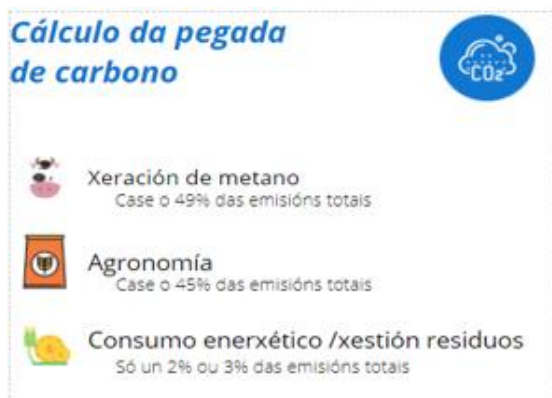 Cálculo da pegada
de carbono
CO₂
Xeración de metano
Case o 49% das emisións totais
Agronomía
Case o 45% das emisións totais
Consumo enerxético /xestión residuos
Só un 2% ou 3% das emisións totais